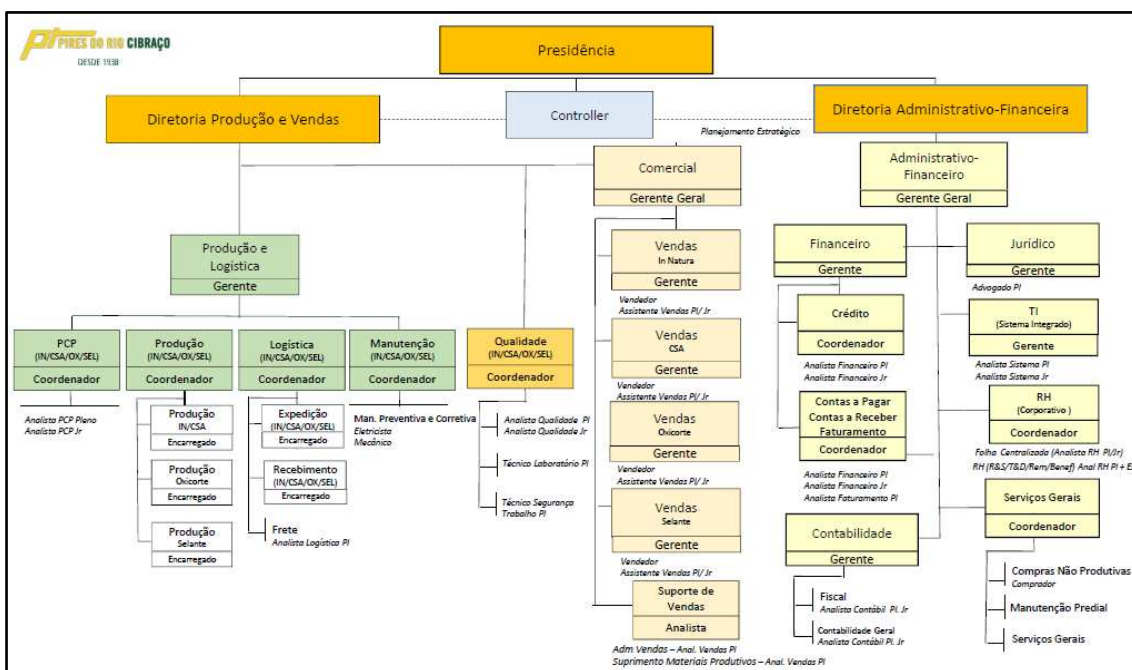 PIRES DO RIO CIBRAÇO
DESDE 1938
Presidência
Diretoria Produção e Vendas
Controller
Diretoria Administrativo-Financeira
Planejamento Estratégico
Comercial
Gerente Geral
Administrativo-
Financeiro
Gerente Geral
Produção e
Logística
Gerente
PCP
(IN/CSA/OX/SEL)
Coordenador
Analista PCP Pleno
Analista PCP Jr
Produção
(IN/CSA/OX/SEL)
Coordenador
Produção
IN/CSA
Encarregado
Produção
Oxicorte
Encarregado
Produção
Selante
Encarregado
Logística
(IN/CSA/OX/SEL)
Coordenador
Expedição
(IN/CSA/OX/SEL)
Encarregado
Recebimento
(IN/CSA/OX/SEL)
Encarregado
Frete
Analista Logística Pl
Manutenção
(IN/CSA/OX/SEL)
Coordenador
Man. Preventiva e Corretiva
Eletricista
Mecânico
Qualidade
(IN/CSA/OX/SEL)
Coordenador
Analista Qualidade Pl
Analista Qualidade Jr
Técnico Laboratório Pl
Técnico Segurança
Trabalho Pl
Vendas
In Natura
Gerente
Vendedor
Assistente Vendas Pl/ Jr
Vendas
CSA
Gerente
Vendedor
Assistente Vendas Pl/ Jr
Vendas
Oxicorte
Gerente
Vendedor
Assistente Vendas Pl/ Jr
Vendas
Selante
Gerente
Vendedor
Assistente Vendas Pl/ Jr
Suporte de
Vendas
Analista
Adm Vendas – Anal. Vendas Pl
Suprimento Materiais Produtivos – Anal. Vendas Pl
Financeiro
Gerente
Crédito
Coordenador
Analista Financeiro Pl
Analista Financeiro Jr
Contas a Pagar
Contas a Receber
Faturamento
Coordenador
Analista Financeiro Pl
Analista Financeiro Jr
Analista Faturamento Pl
Contabilidade
Gerente
Fiscal
Analista Contábil Pl. Jr
Contabilidade Geral
Analista Contábil Pl. Jr
Jurídico
Gerente
Advogado Pl
TI
(Sistema Integrado)
Gerente
Analista Sistema Pl
Analista Sistema Jr
RH
(Corporativo )
Coordenador
Folha Centralizada (Analista RH Pl/Jr)
RH (R&S/T&D/Rem/Benef) Anal RH Pl +
Serviços Gerais
Coordenador
Compras Não Produtivas
Comprador
Manutenção Predial
Serviços Gerais